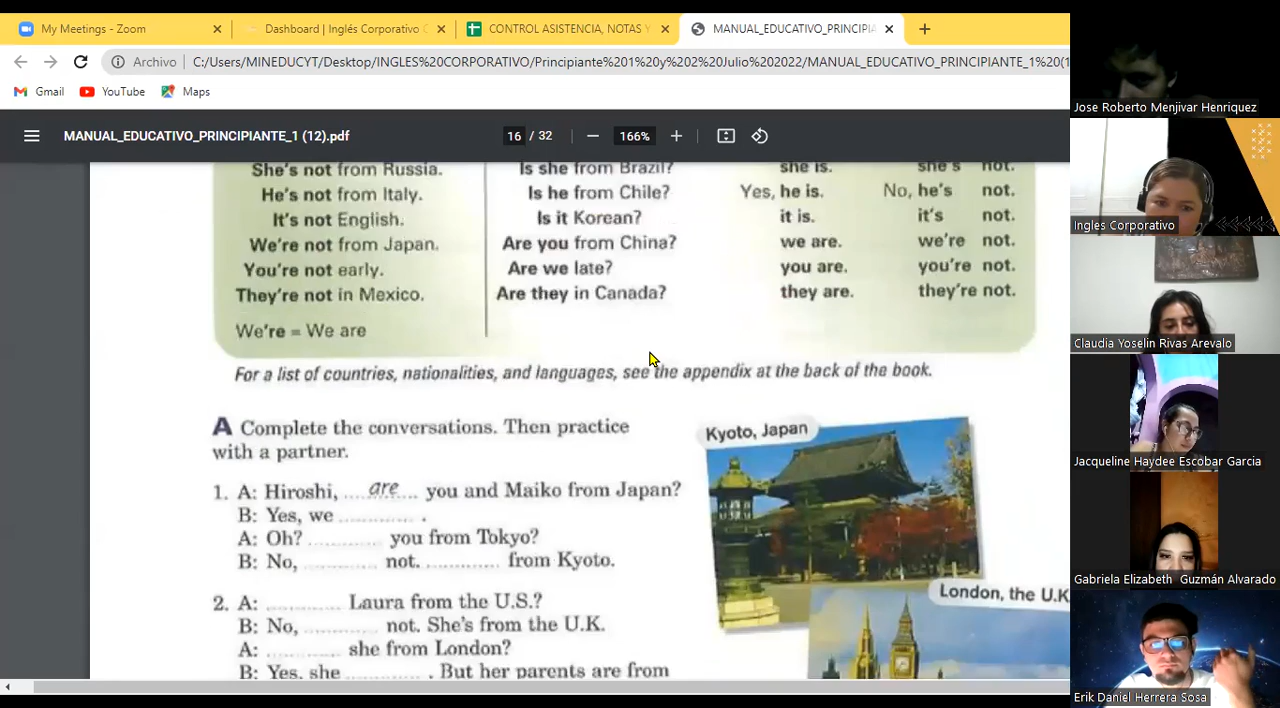 My Meetings - Zoom
Dashboard | Inglés Corporativo
CONTROL ASISTENCIA, NOTAS Y
MANUAL_EDUCATIVO_PRINCIPIA
Archivo
C:/Users/MINEDUCYT/Desktop/INGLES%20CORPORATIVO/Principiante%201%20y%202%20Julio%202022/MANUAL_EDUCATIVO_PRINCIPIANTE_1%20(1
Gmail YouTube Maps
MANUAL_EDUCATIVO_PRINCIPIANTE_1 (12).pdf
16 / 32
166%
She's not from Russia.
He's not from Italy.
It's not English.
We're not from Japan.
You're not early.
They're not in Mexico.
We're = We are
Is she from Brazil?
Is he from Chile?
Is it Korean?
Are you from China?
Are we late?
Are they in Canada?
she is.
Yes, he is.
it is.
we are.
you are.
they are.
she's not.
No, he's not.
it's not.
we're not.
you're not.
they're not.
For a list of countries, nationalities, and languages, see the appendix at the back of the book.
A Complete the conversations. Then practice
with a partner.
1. A: Hiroshi, .... are .... you and Maiko from Japan?
B: Yes, we ............ .
A: Oh? ............ you from Tokyo?
B: No, ............ not. ............ from Kyoto.
2. A: ............ Laura from the U.S.?
B: No, ............ not. She's from the U.K.
A: ............ she from London?
B: Yes, she ............ . But her parents are from
Kyoto, Japan
London, the U.K
Jose Roberto Menjivar Henriquez
Ingles Corporativo
Claudia Yoselin Rivas Arevalo
Jacqueline Haydee Escobar Garcia
Gabriela Elizabeth Guzmán Alvarado
Erik Daniel Herrera Sosa